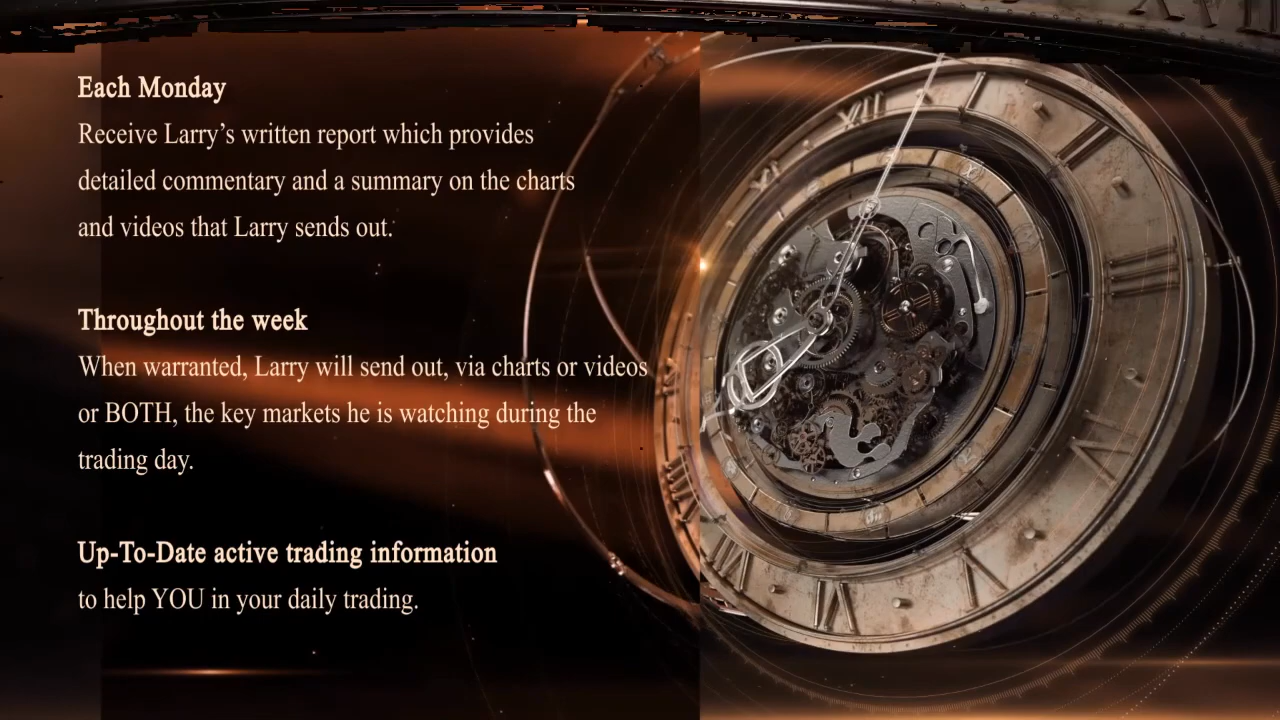 Each Monday
Receive Larry's written report which provides
detailed commentary and a summary on the charts
and videos that Larry sends out.
Throughout the week
When warranted, Larry will send out, via charts or videos
or BOTH, the key markets he is watching during the
trading day.
Up-To-Date active trading information
to help YOU in your daily trading.